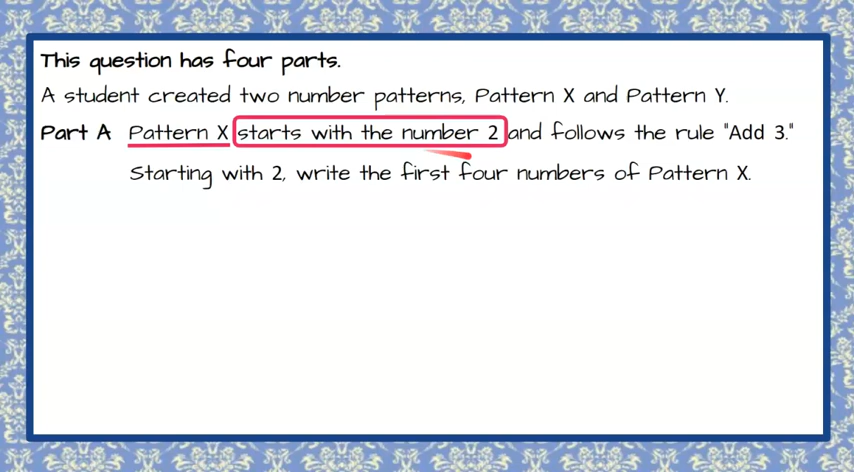 This question has four parts.
A student created two number patterns, Pattern X and Pattern Y.
Part A Pattern X starts with the number 2 and follows the rule "Add 3."
Starting with 2, write the first four numbers of Pattern X.